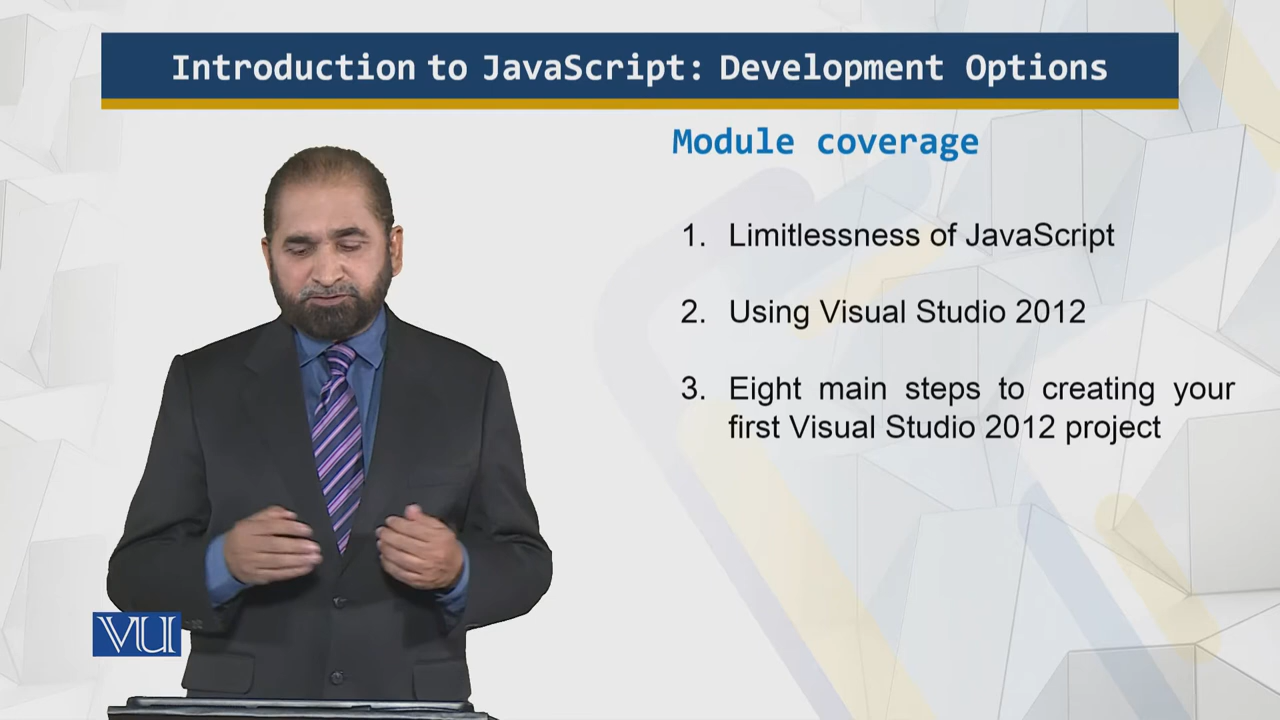 Introduction to JavaScript: Development Options
Module coverage
1. Limitlessness of JavaScript
2. Using Visual Studio 2012
3. Eight main steps to creating your
first Visual Studio 2012 project
VU